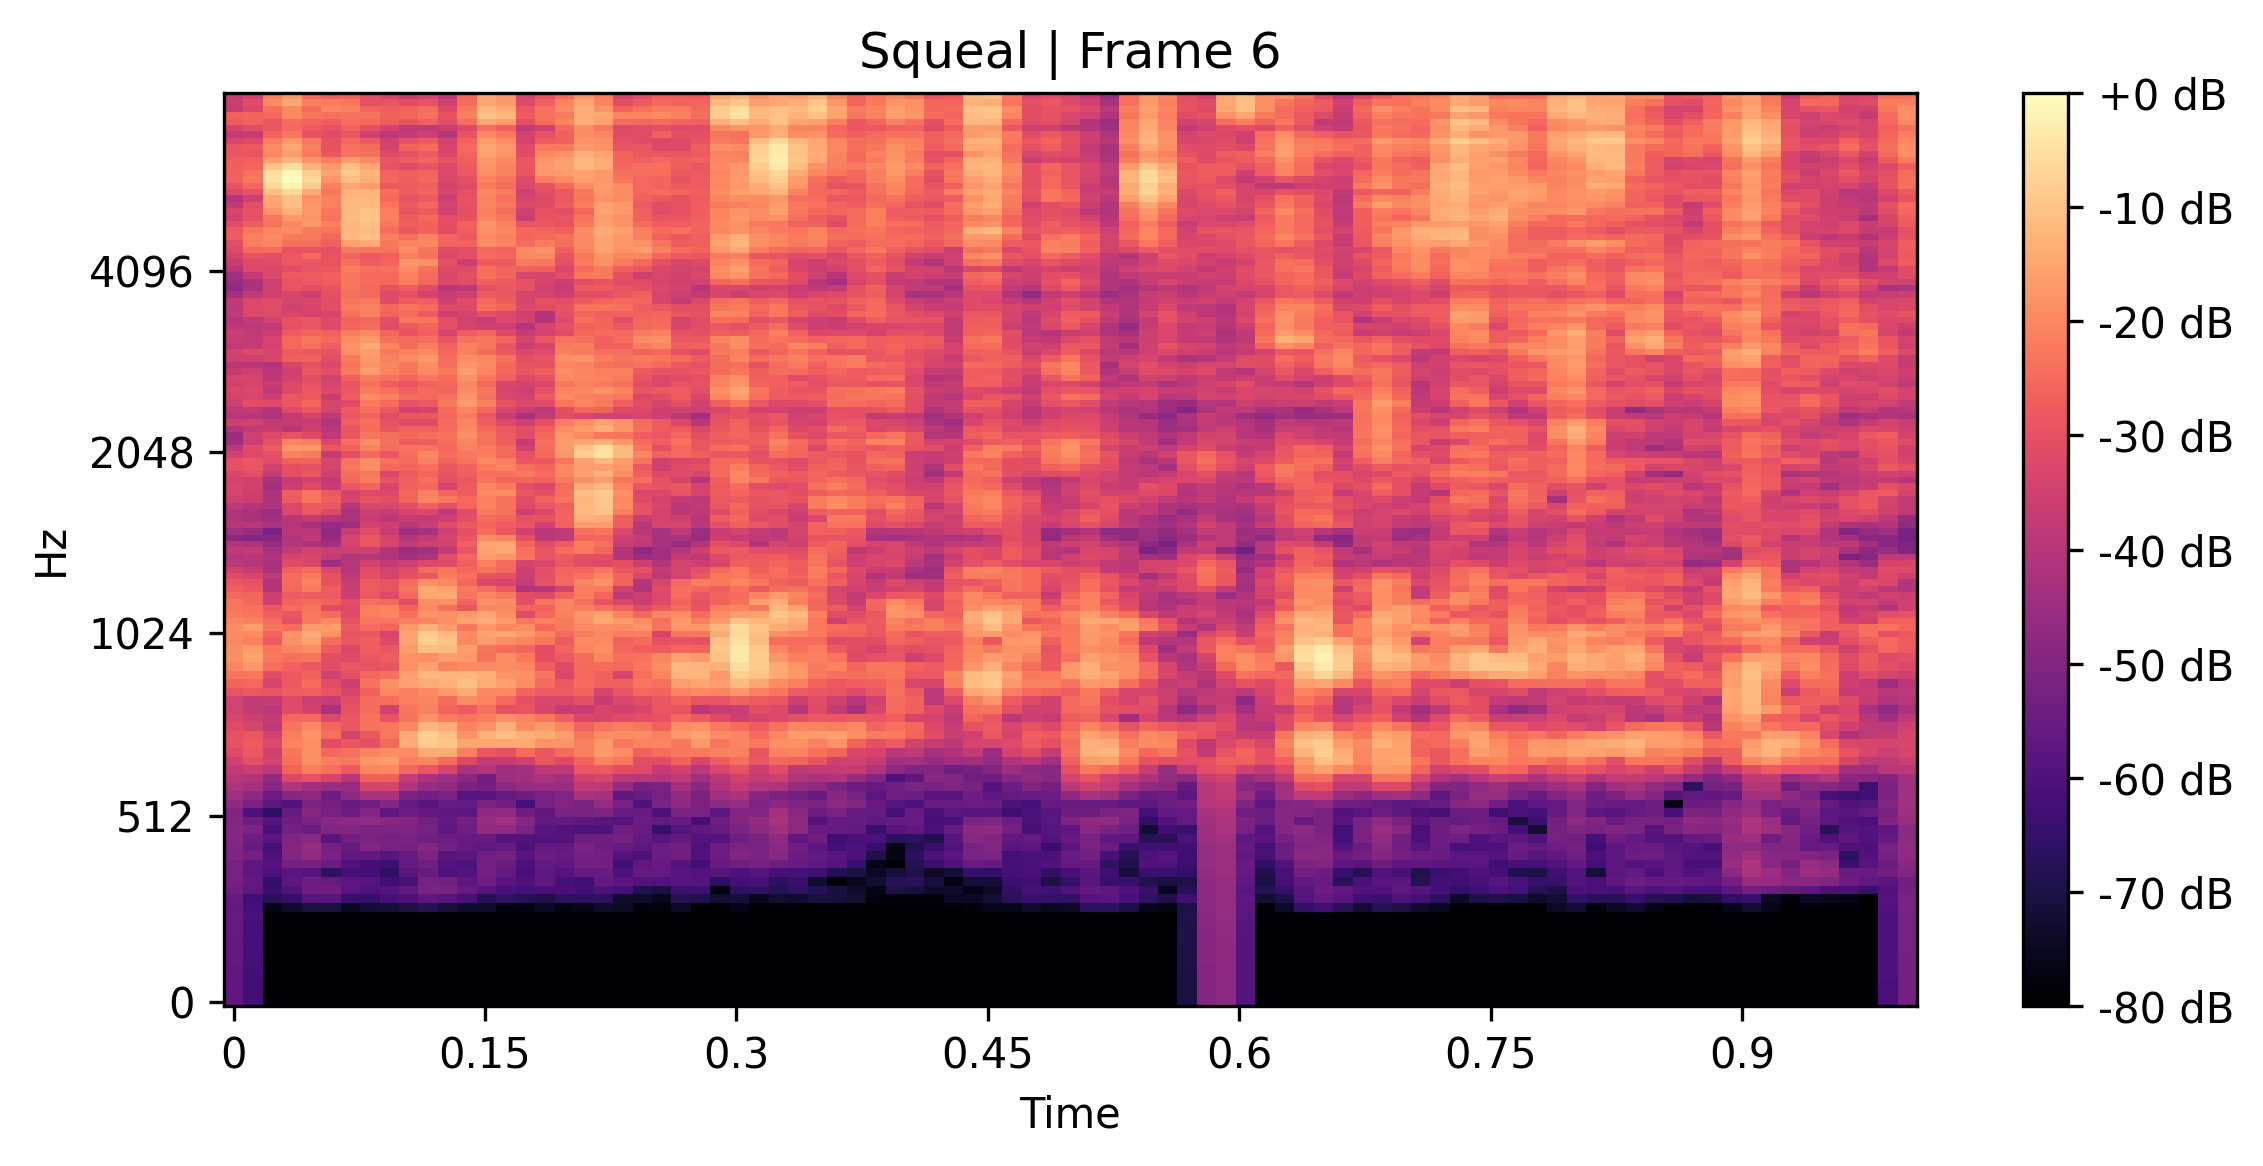 Squeal | Frame 6
Hz
4096
2048
1024
512
0
0 0.15 0.3 0.45 0.6 0.75 0.9
Time
+0 dB
-10 dB
-20 dB
-30 dB
-40 dB
-50 dB
-60 dB
-70 dB
-80 dB